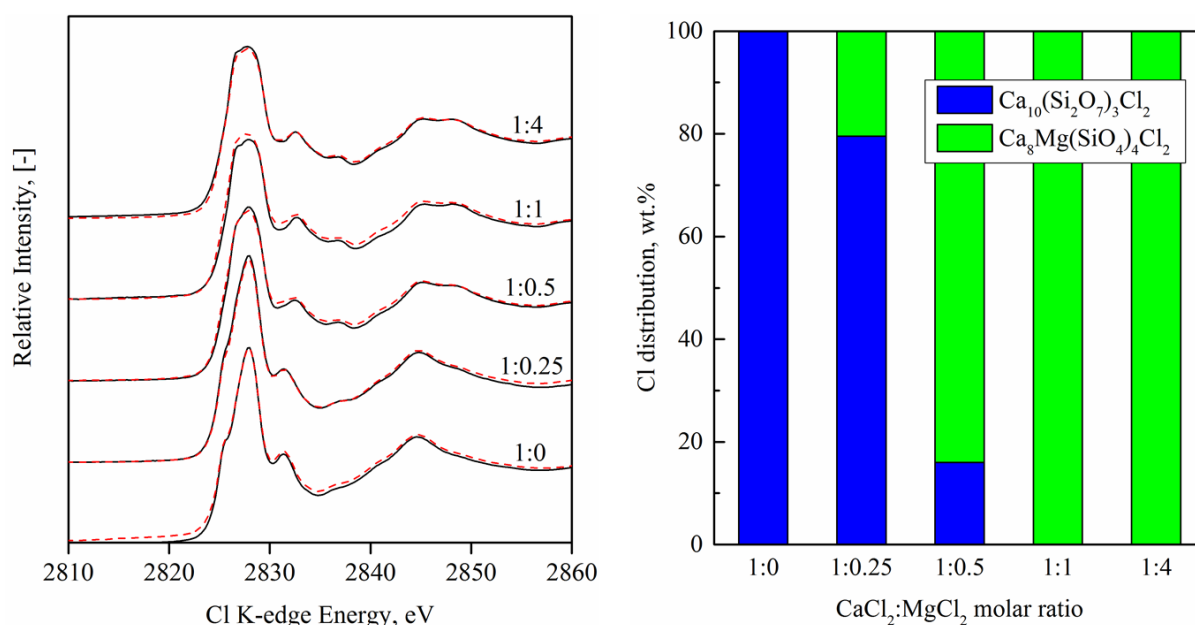 Relative Intensity, [-]
1:4
1:1
1:0.5
1:0.25
1:0
2810 2820 2830 2840 2850 2860
Cl K-edge Energy, eV
Cl distribution, wt.%
100
80
60
40
20
0
Ca₁₀(Si₂O₇)₃Cl₂
Ca₈Mg(SiO₄)₄Cl₂
1:0 1:0.25 1:0.5 1:1 1:4
CaCl₂:MgCl₂ molar ratio